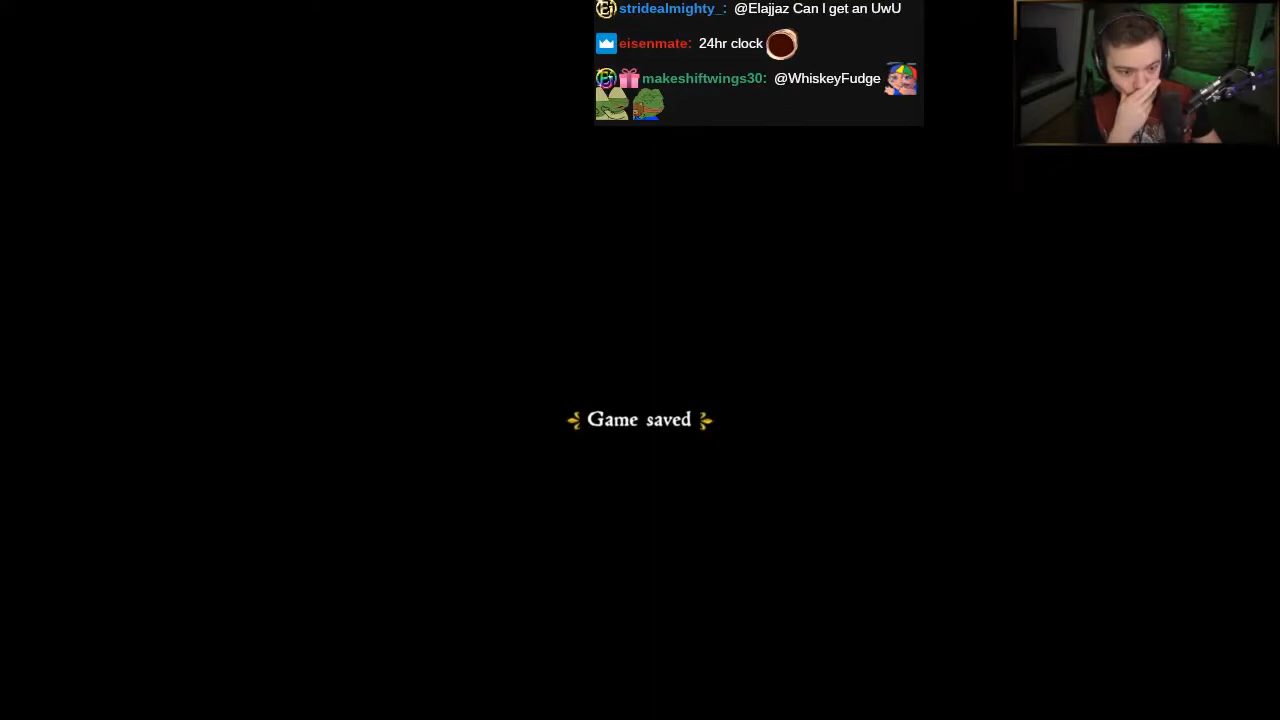 stridealmighty_: @Elajjaz Can I get an UwU
eisenmate: 24hr clock
makeshiftwings30: @WhiskeyFudge
Game saved